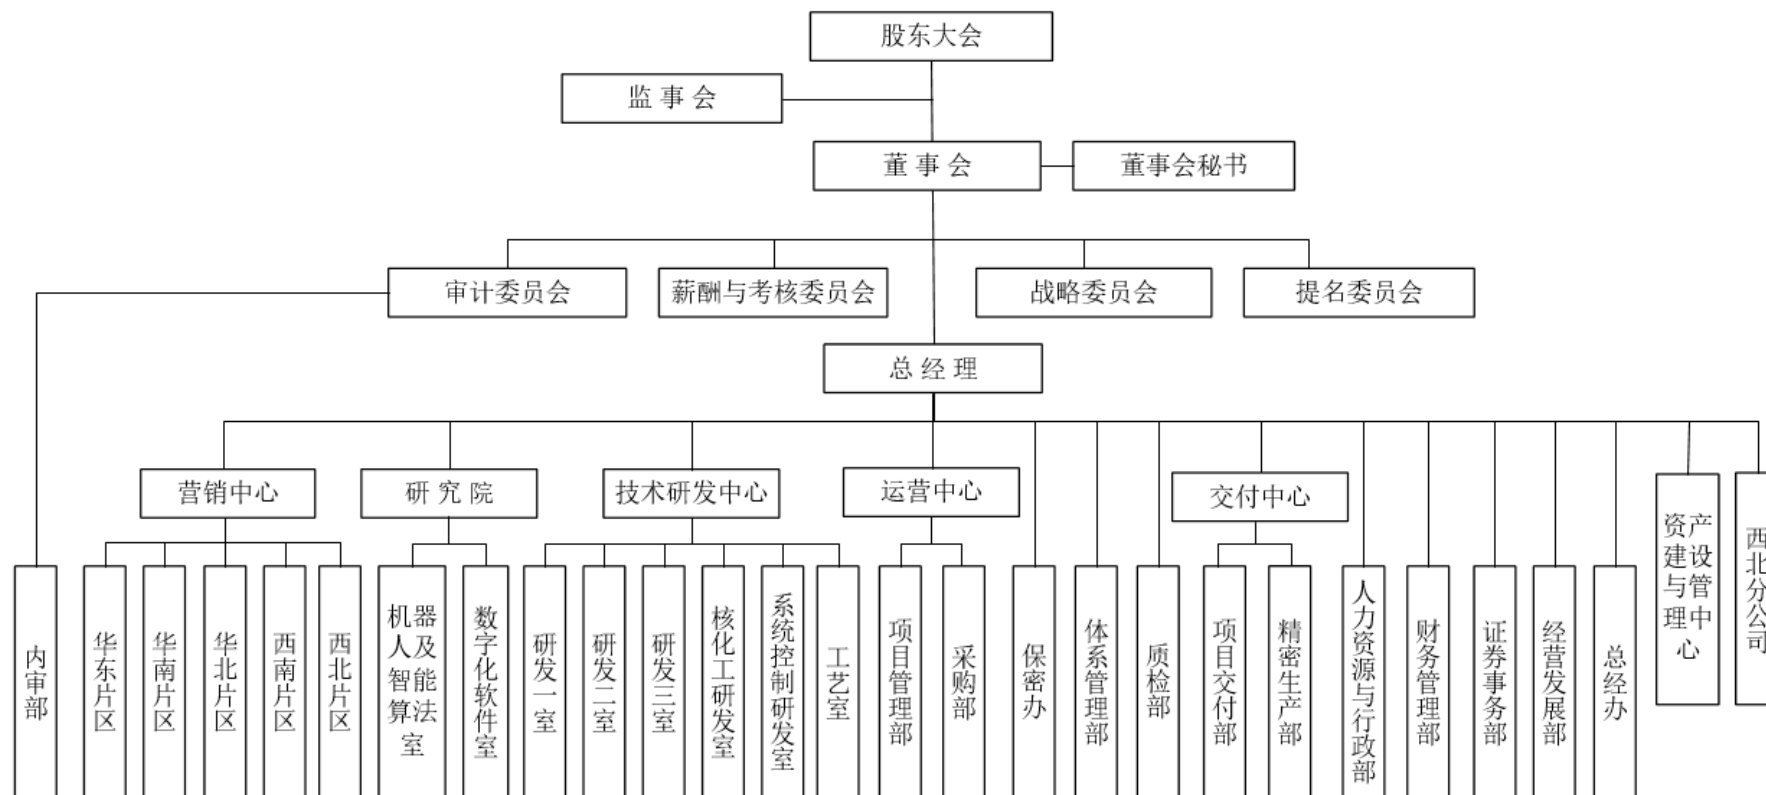 股东大会
监事会
董事会
董事会秘书
审计委员会
薪酬与考核委员会
战略委员会
提名委员会
总经理
营销中心
研究院
技术研发中心
运营中心
交付中心
资产建设与管理中心
西北分公司
内审部
华东片区
华南片区
华北片区
西南片区
西北片区
机器人及智能算法室
数字化软件室
研发一室
研发二室
研发三室
核化工研发室
系统控制研发室
工艺室
项目管理部
采购部
保密办
体系管理部
质检部
项目交付部
精密生产部
人力资源与行政部
财务管理部
证券事务部
经营发展部
总经办